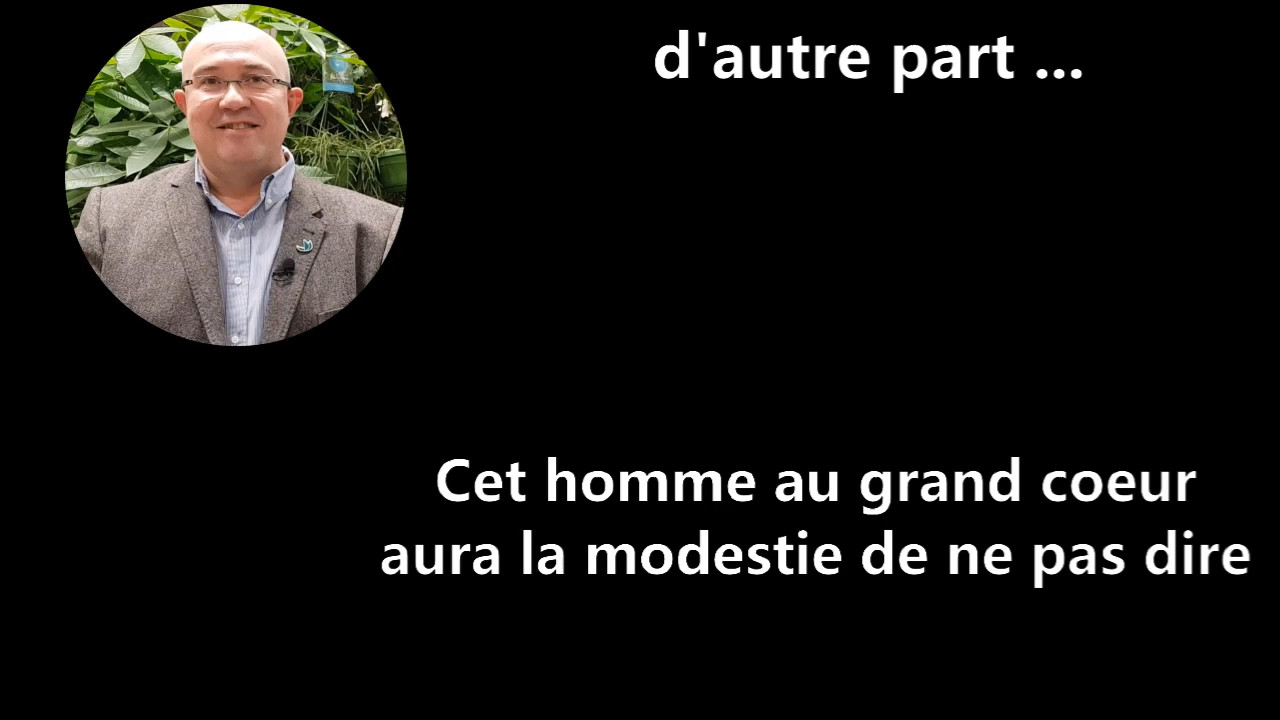 d'autre part ...
Cet homme au grand coeur
aura la modestie de ne pas dire